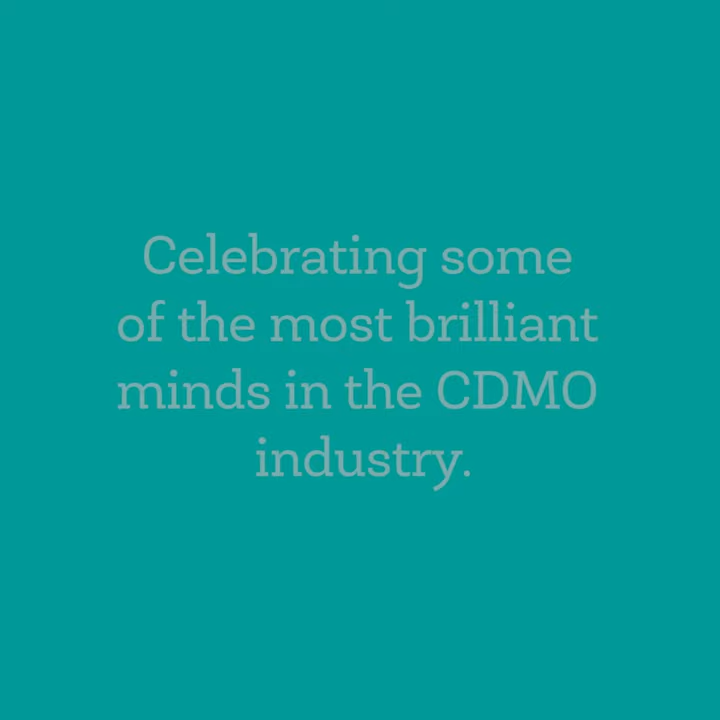 Celebrating some
of the most brilliant
minds in the CDMO
industry.